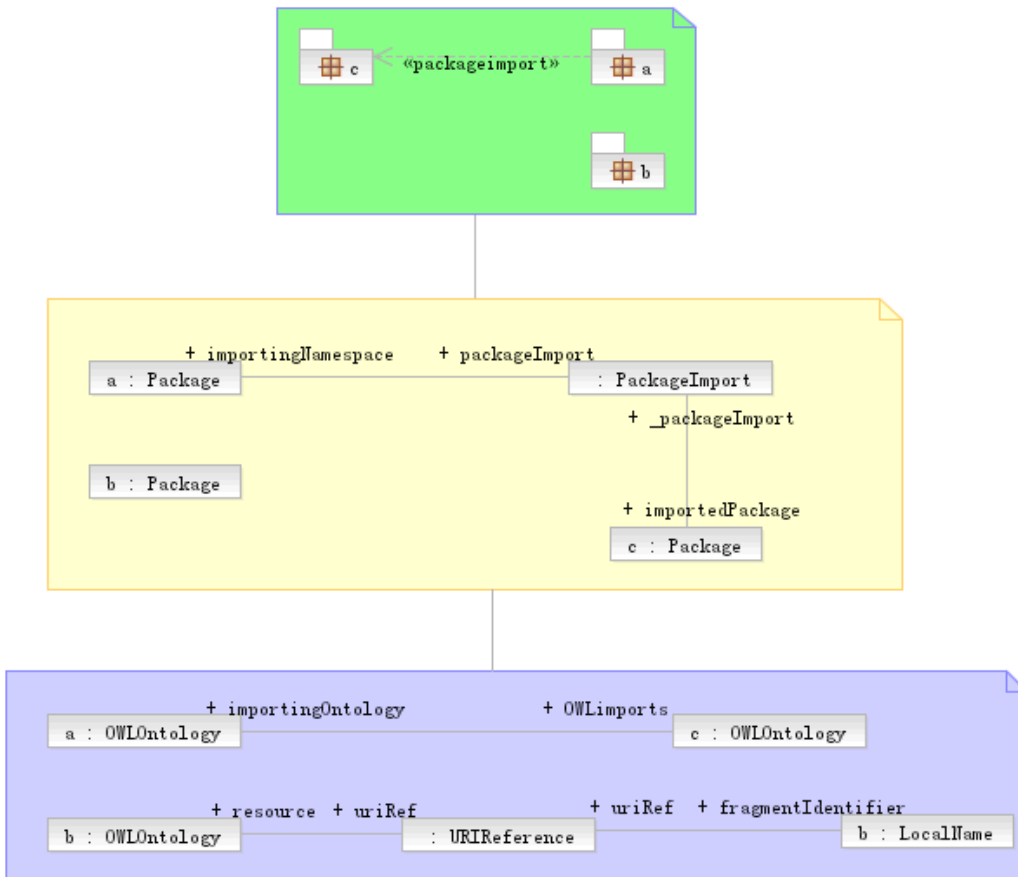 c «packageimport» a
b
+ importingNamespace + packageImport
a : Package : PackageImport
+ _packageImport
b : Package
+ importedPackage
c : Package
+ importingOntology + OWLimports
a : OWLOntology c : OWLOntology
+ resource + uriRef + uriRef + fragmentIdentifier
b : OWLOntology : URIReference b : LocalName